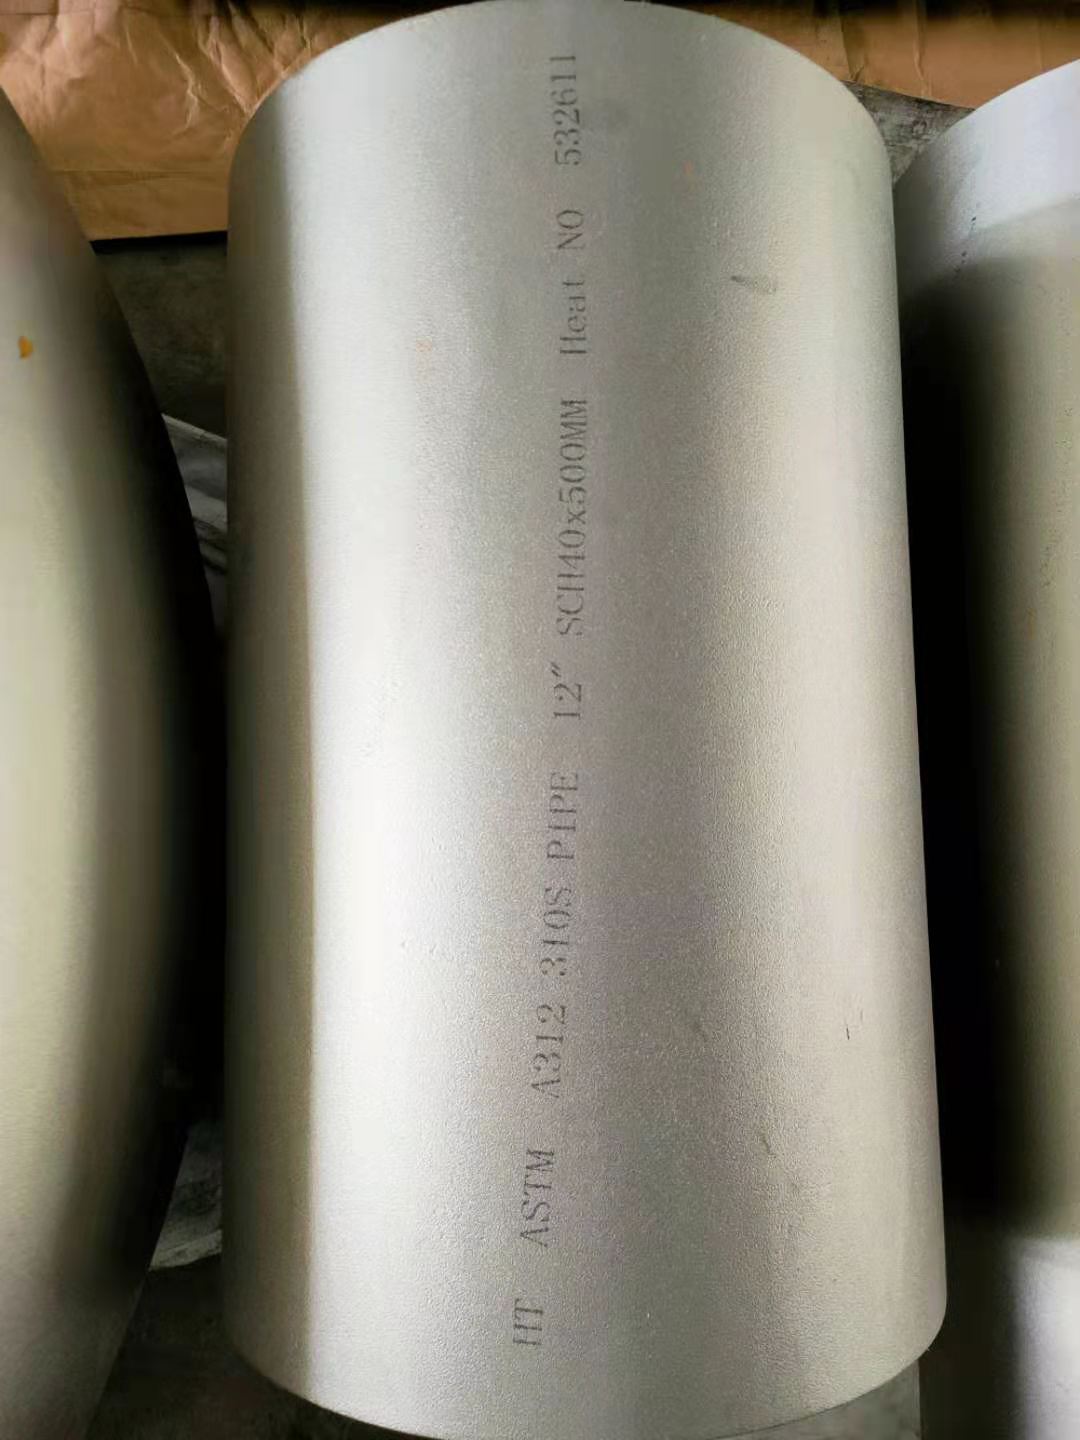 HT ASTM A312 310S PIPE 12" SCH40x500MM Heat NO 532611